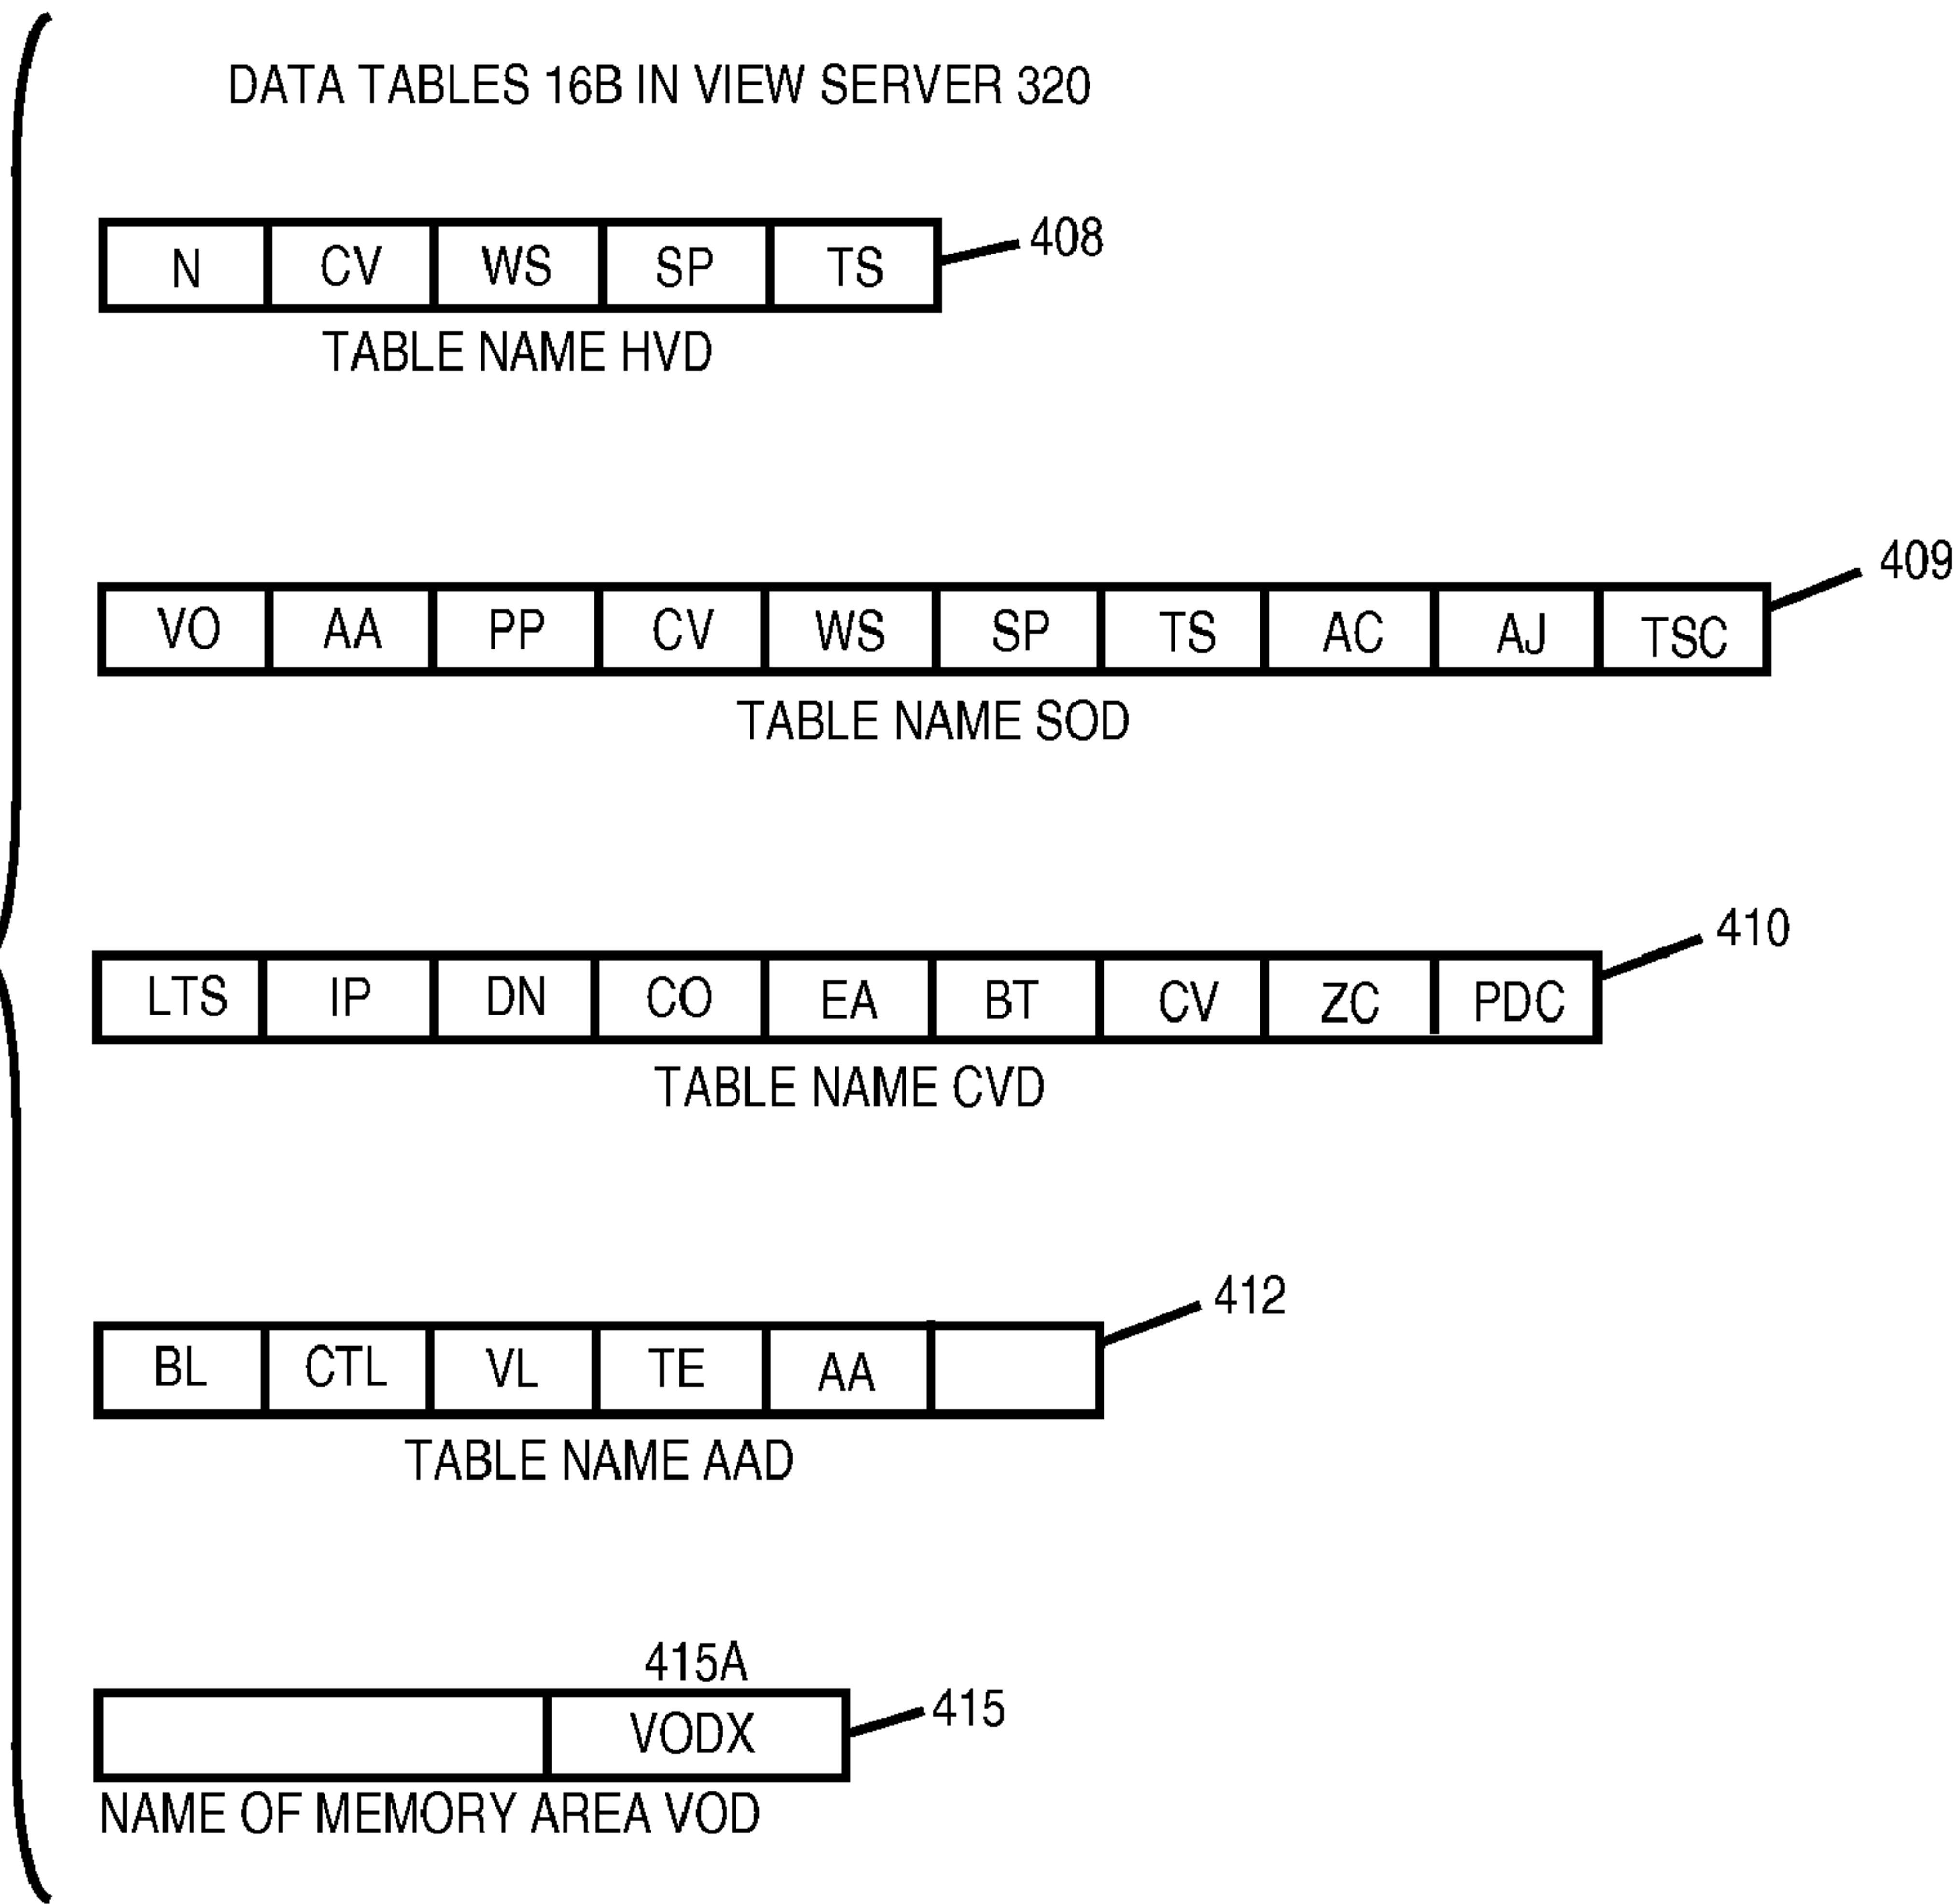 DATA TABLES 16B IN VIEW SERVER 320
N CV WS SP TS 408
TABLE NAME HVD
409
VO AA PP CV WS SP TS AC AJ TSC
TABLE NAME SOD
410
LTS IP DN CO EA BT CV ZC PDC
TABLE NAME CVD
412
BL CTL VL TE AA
TABLE NAME AAD
415A
VODX 415
NAME OF MEMORY AREA VOD